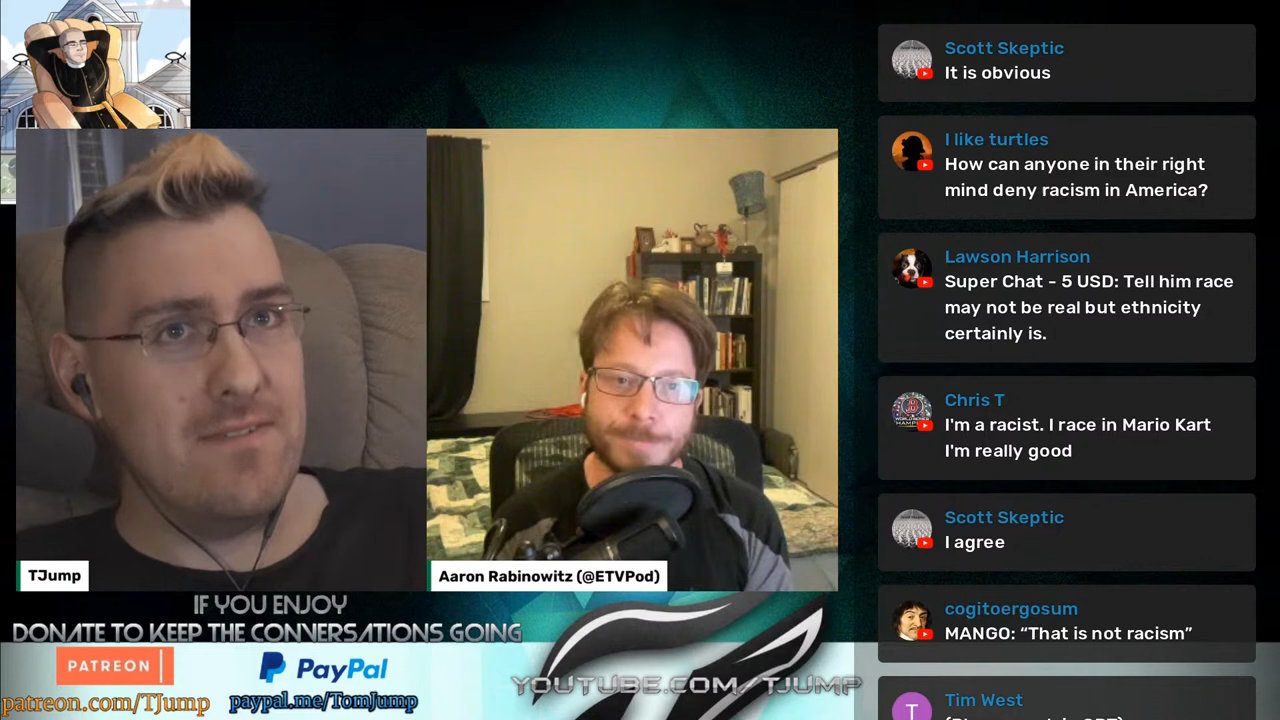 Scott Skeptic
It is obvious
I like turtles
How can anyone in their right
mind deny racism in America?
Lawson Harrison
Super Chat - 5 USD: Tell him race
may not be real but ethnicity
certainly is.
Chris T
I'm a racist. I race in Mario Kart
I'm really good
Scott Skeptic
I agree
cogitoergosum
MANGO: “That is not racism”
T
Tim West
TJump
Aaron Rabinowitz (@ETVPod)
IF YOU ENJOY
DONATE TO KEEP THE CONVERSATIONS GOING
PATREON
PayPal
patreon.com/TJump
paypal.me/TomJump
YOUTUBE.COM/TJUMP